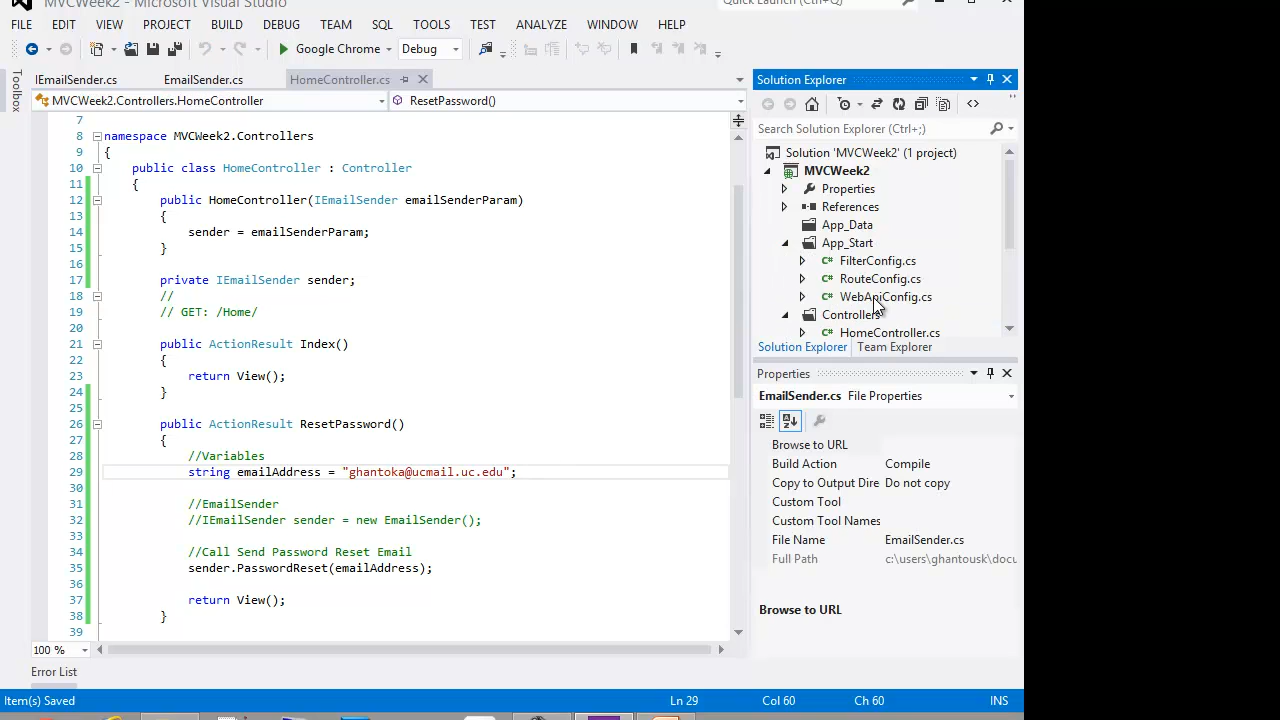 MVCWeek2 - Microsoft Visual Studio
Quick Launch (Ctrl+Q)
FILE EDIT VIEW PROJECT BUILD DEBUG TEAM SQL TOOLS TEST ANALYZE WINDOW HELP
Google Chrome Debug
Toolbox
IEmailSender.cs EmailSender.cs HomeController.cs
MVCWeek2.Controllers.HomeController ResetPassword()
7
8 namespace MVCWeek2.Controllers
9 {
10 public class HomeController : Controller
11 {
12 public HomeController(IEmailSender emailSenderParam)
13 {
14 sender = emailSenderParam;
15 }
16
17 private IEmailSender sender;
18 //
19 // GET: /Home/
20
21 public ActionResult Index()
22 {
23 return View();
24 }
25
26 public ActionResult ResetPassword()
27 {
28 //Variables
29 string emailAddress = "ghantoka@ucmail.uc.edu";
30
31 //EmailSender
32 //IEmailSender sender = new EmailSender();
33
34 //Call Send Password Reset Email
35 sender.PasswordReset(emailAddress);
36
37 return View();
38 }
39
100 %
Error List
Solution Explorer
Search Solution Explorer (Ctrl+;)
Solution 'MVCWeek2' (1 project)
MVCWeek2
Properties
References
App_Data
App_Start
FilterConfig.cs
RouteConfig.cs
WebApiConfig.cs
Controllers
HomeController.cs
Solution Explorer Team Explorer
Properties
EmailSender.cs File Properties
Browse to URL
Build Action Compile
Copy to Output Dire Do not copy
Custom Tool
Custom Tool Names
File Name EmailSender.cs
Full Path c:\users\ghantousk\docu
Browse to URL
Item(s) Saved Ln 29 Col 60 Ch 60 INS